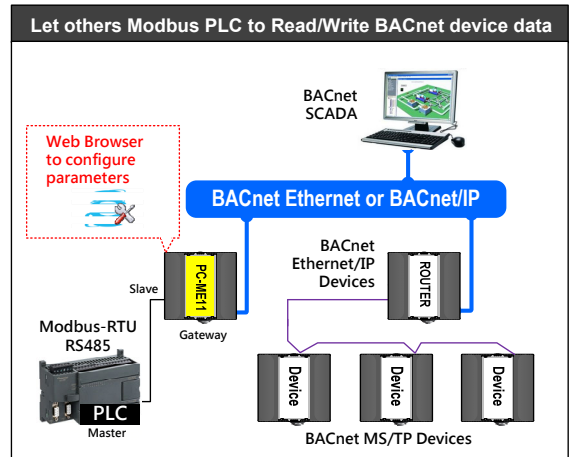 Let others Modbus PLC to Read/Write BACnet device data
BACnet
SCADA
Web Browser
to configure
parameters
BACnet Ethernet or BACnet/IP
BACnet
Ethernet/IP
Devices
PC-ME11
ROUTER
Slave
Gateway
Modbus-RTU
RS485
PLC
Master
Device
Device
Device
BACnet MS/TP Devices